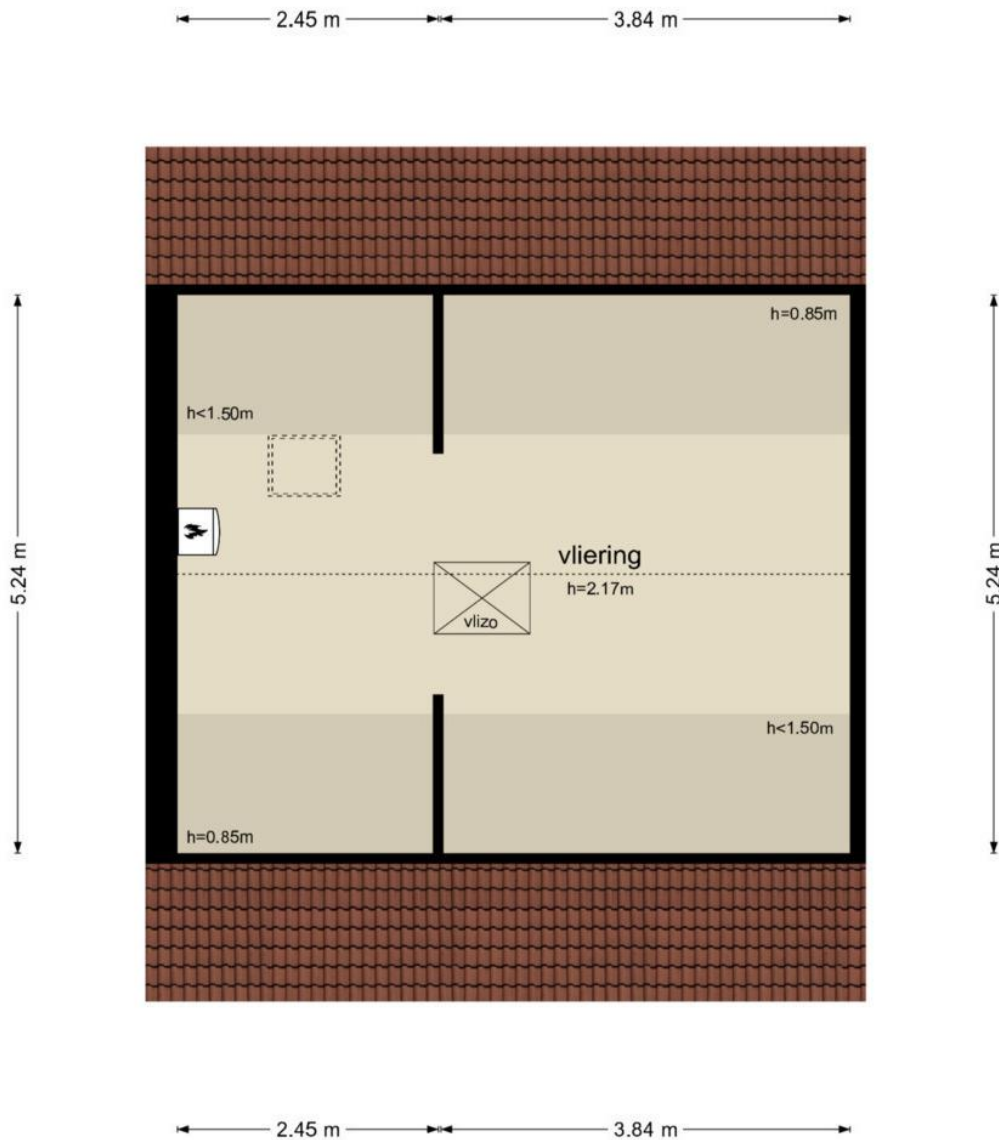 2.45 m 3.84 m
h=0.85m
h<1.50m
5.24 m
5.24 m
vliering
h=2.17m
vlizo
h<1.50m
h=0.85m
2.45 m 3.84 m